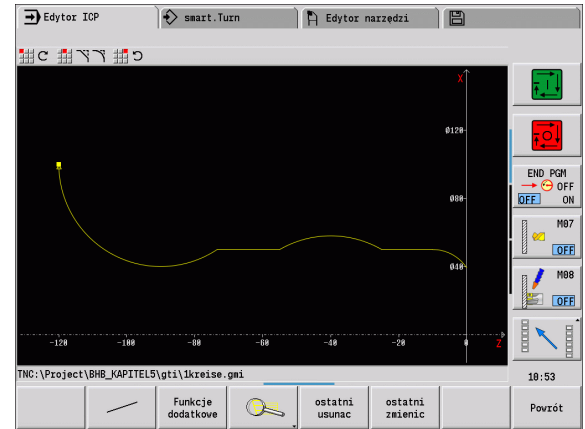 Edytor ICP
smart.Turn
Edytor narzędzi
X
Ø120
Ø80
Ø40
-120
-100
-80
-60
-40
-20
0
Z
END PGM
OFF
OFF ON
M07
OFF
M08
OFF
TNC:\Project\BHB_KAPITEL5\gti\1kreise.gmi
10:53
Funkcje
dodatkowe
ostatni
usunac
ostatni
zmienic
Powrót